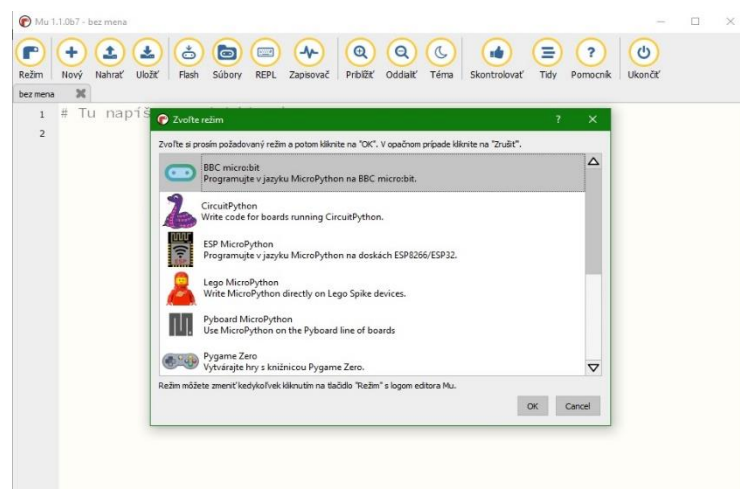 Mu 1.1.0b7 - bez mena
Režim Nový Nahrať Uložiť Flash Súbory REPL Zapisovač Priblížiť Oddialiť Téma Skontrolovať Tidy Pomocník Ukončiť
bez mena
1 # Tu napíš
2
Zvoľte režim
Zvoľte si prosím požadovaný režim a potom kliknite na "OK". V opačnom prípade kliknite na "Zrušit".
BBC micro:bit
Programujte v jazyku MicroPython na BBC micro:bit.
CircuitPython
Write code for boards running CircuitPython.
ESP MicroPython
Programujte v jazyku MicroPython na doskách ESP8266/ESP32.
Lego MicroPython
Write MicroPython directly on Lego Spike devices.
Pyboard MicroPython
Use MicroPython on the Pyboard line of boards
Pygame Zero
Vytvárajte hry s knižnicou Pygame Zero.
Režim môžete zmeniť kedykoľvek kliknutím na tlačidlo "Režim" s logom editora Mu.
OK Cancel